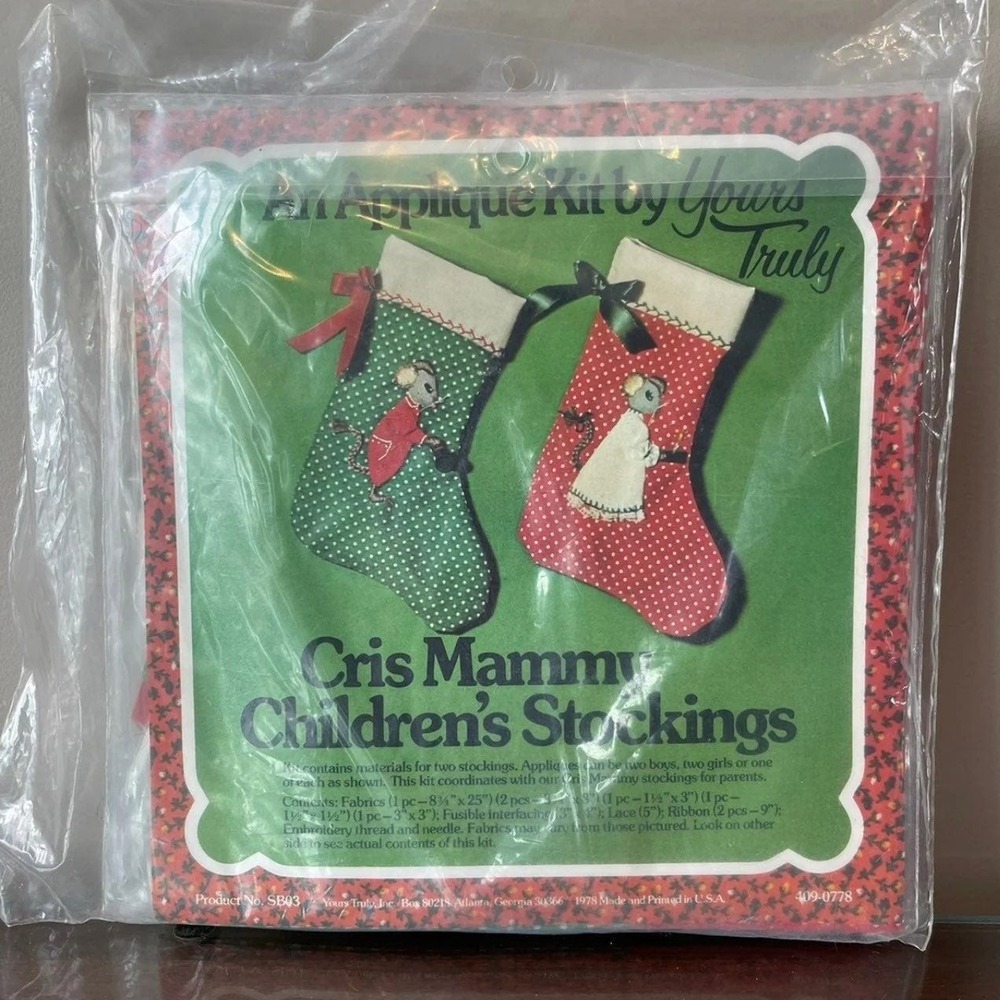 An Applique Kit by Yours
Truly
Cris Mammy
Children's Stockings
Kit contains materials for two stockings. Appliques can be two boys, two girls or one
of each as shown. This kit coordinates with our Cris Mammy stockings for parents.
Contents: Fabrics (1 pc–8¼"x 25") (2 pcs – x 3") (1 pc–1½"x 3") (1 pc–
1½"x 1½") (1 pc–3"x 3"); Fusible interfacing Lace (5"); Ribbon (2 pcs–9");
Embroidery thread and needle. Fabrics may vary from those pictured. Look on other
side to see actual contents of this kit.
Product No. SB03 Yours Truly, Inc. Box 80218, Atlanta, Georgia 30366 1978 Made and Printed in U.S.A. 409-0778